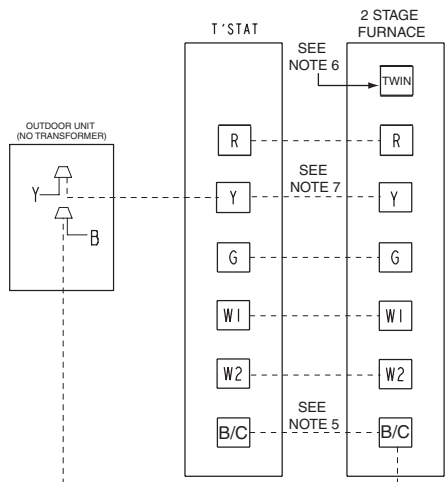 T'STAT
2 STAGE
FURNACE
SEE
NOTE 6
TWIN
OUTDOOR UNIT
(NO TRANSFORMER)
R
R
SEE
NOTE 7
Y
Y
Y
B
G
G
W1
W1
W2
W2
SEE
NOTE 5
B/C
B/C